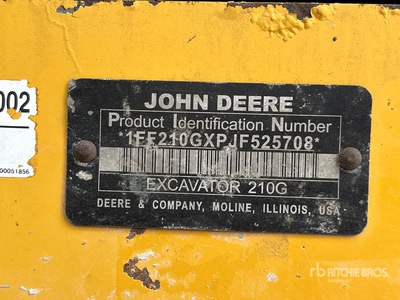 002
00051856
JOHN DEERE
Product Identification Number
*1FF210GXPJF525708*
EXCAVATOR 210G
DEERE & COMPANY, MOLINE, ILLINOIS, USA
rb RITCHIE BROS.